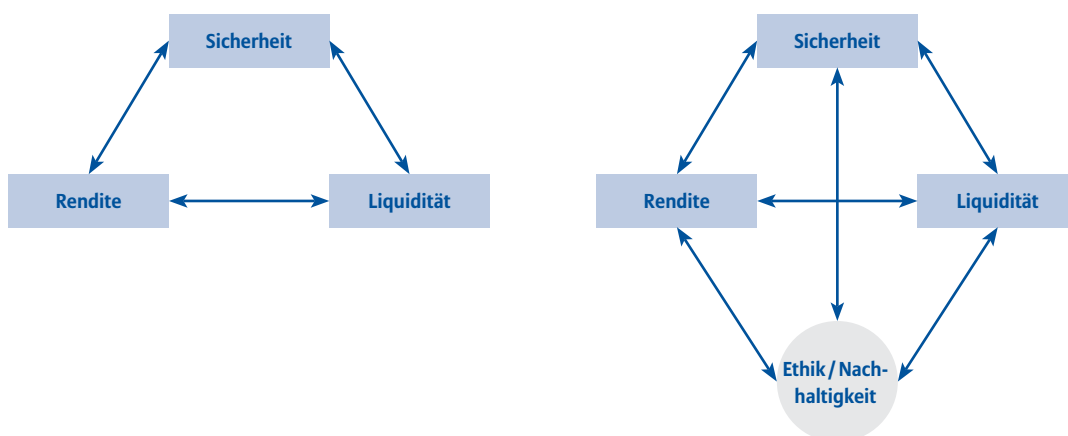 Sicherheit
Rendite
Liquidität
Sicherheit
Rendite
Liquidität
Ethik / Nach-
haltigkeit